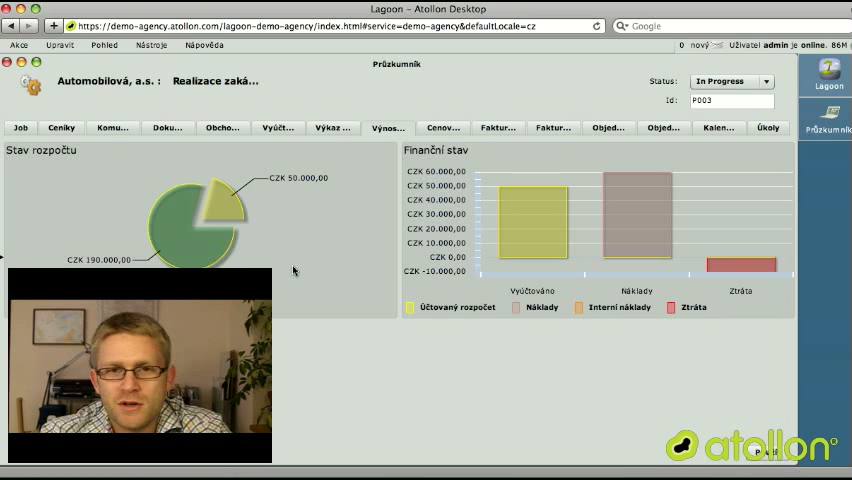 Lagoon - Atollon Desktop
https://demo-agency.atollon.com/lagoon-demo-agency/index.html#service=demo-agency&defaultLocale=cz
Google
Akce Upravit Pohled Nástroje Nápověda
0 nový Uživatel admin je online. 86M
Průzkumník
Automobilová, a.s. : Realizace zaká...
Status: In Progress
Id: P003
Lagoon
Průzkumník
Job Ceníky Komu... Doku... Obcho... Vyúčt... Výkaz ... Výnos... Cenov... Faktur... Faktur... Objed... Objed... Kalen... Úkoly
Stav rozpočtu
CZK 50.000,00
CZK 190.000,00
Finanční stav
CZK 60.000,00
CZK 50.000,00
CZK 40.000,00
CZK 30.000,00
CZK 20.000,00
CZK 10.000,00
CZK 0,00
CZK -10.000,00
Vyúčtováno Náklady Ztráta
Účtovaný rozpočet Náklady Interní náklady Ztráta
atollon